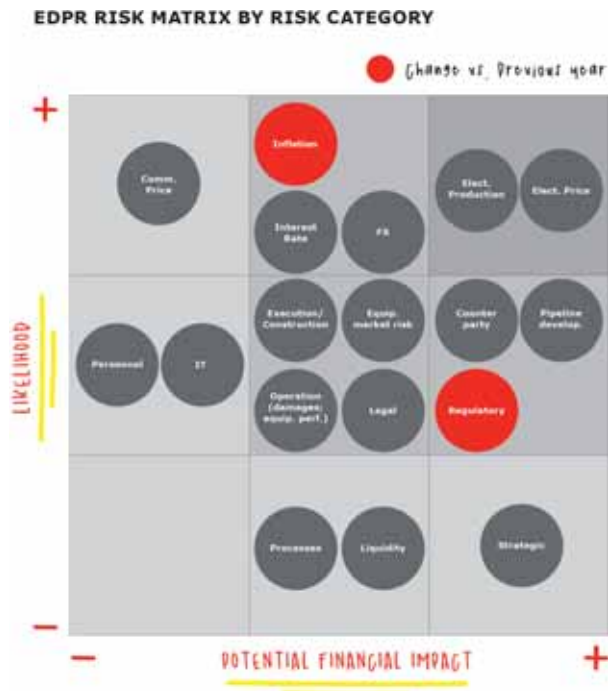 EDPR RISK MATRIX BY RISK CATEGORY
Change vs. Previous year
+
Inflation
Comm.
Price
Elect.
Production
Elect. Price
Interest
Rate
FX
Execution/
Construction
Equip.
market risk
Counter
party
Pipeline
develop.
LIKELIHOOD
Personnal
IT
Operation
(damages;
equip. perf.)
Legal
Regulatory
Processes
Liquidity
Strategic
−
− POTENTIAL FINANCIAL IMPACT +